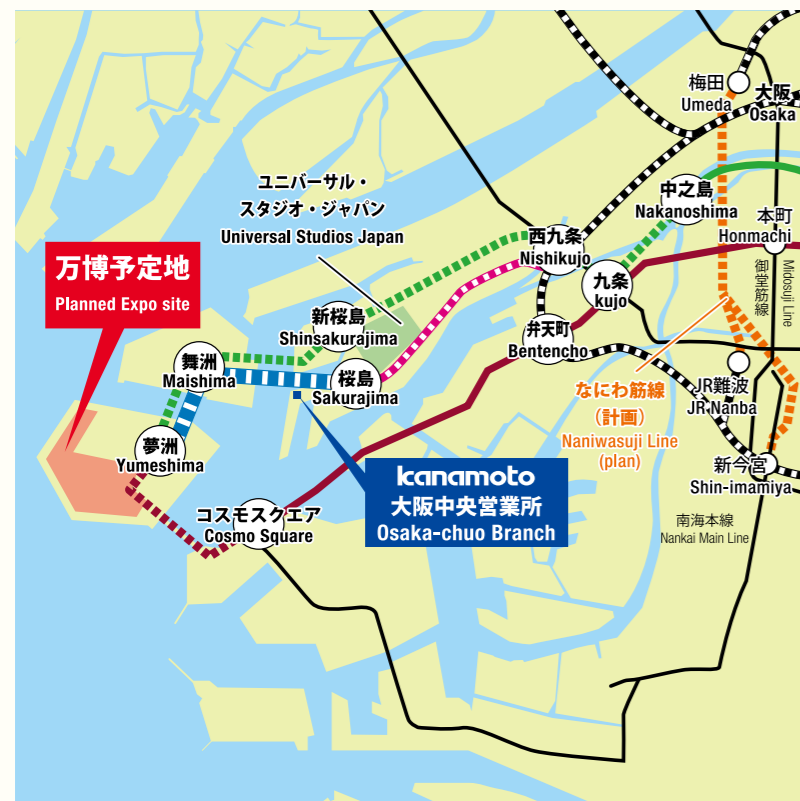 梅田
Umeda
大阪
Osaka
ユニバーサル・
スタジオ・ジャパン
Universal Studios Japan
中之島
Nakanoshima
本町
Honmachi
西九条
Nishikujo
万博予定地
Planned Expo site
九条
kujo
御堂筋線
Midosuji Line
新桜島
Shinsakurajima
弁天町
Bentencho
舞洲
Maishima
桜島
Sakurajima
JR難波
JR Nanba
なにわ筋線
（計画）
Naniwasuji Line
(plan)
夢洲
Yumeshima
新今宮
Shin-imamiya
kanamoto
大阪中央営業所
Osaka-chuo Branch
コスモスクエア
Cosmo Square
南海本線
Nankai Main Line